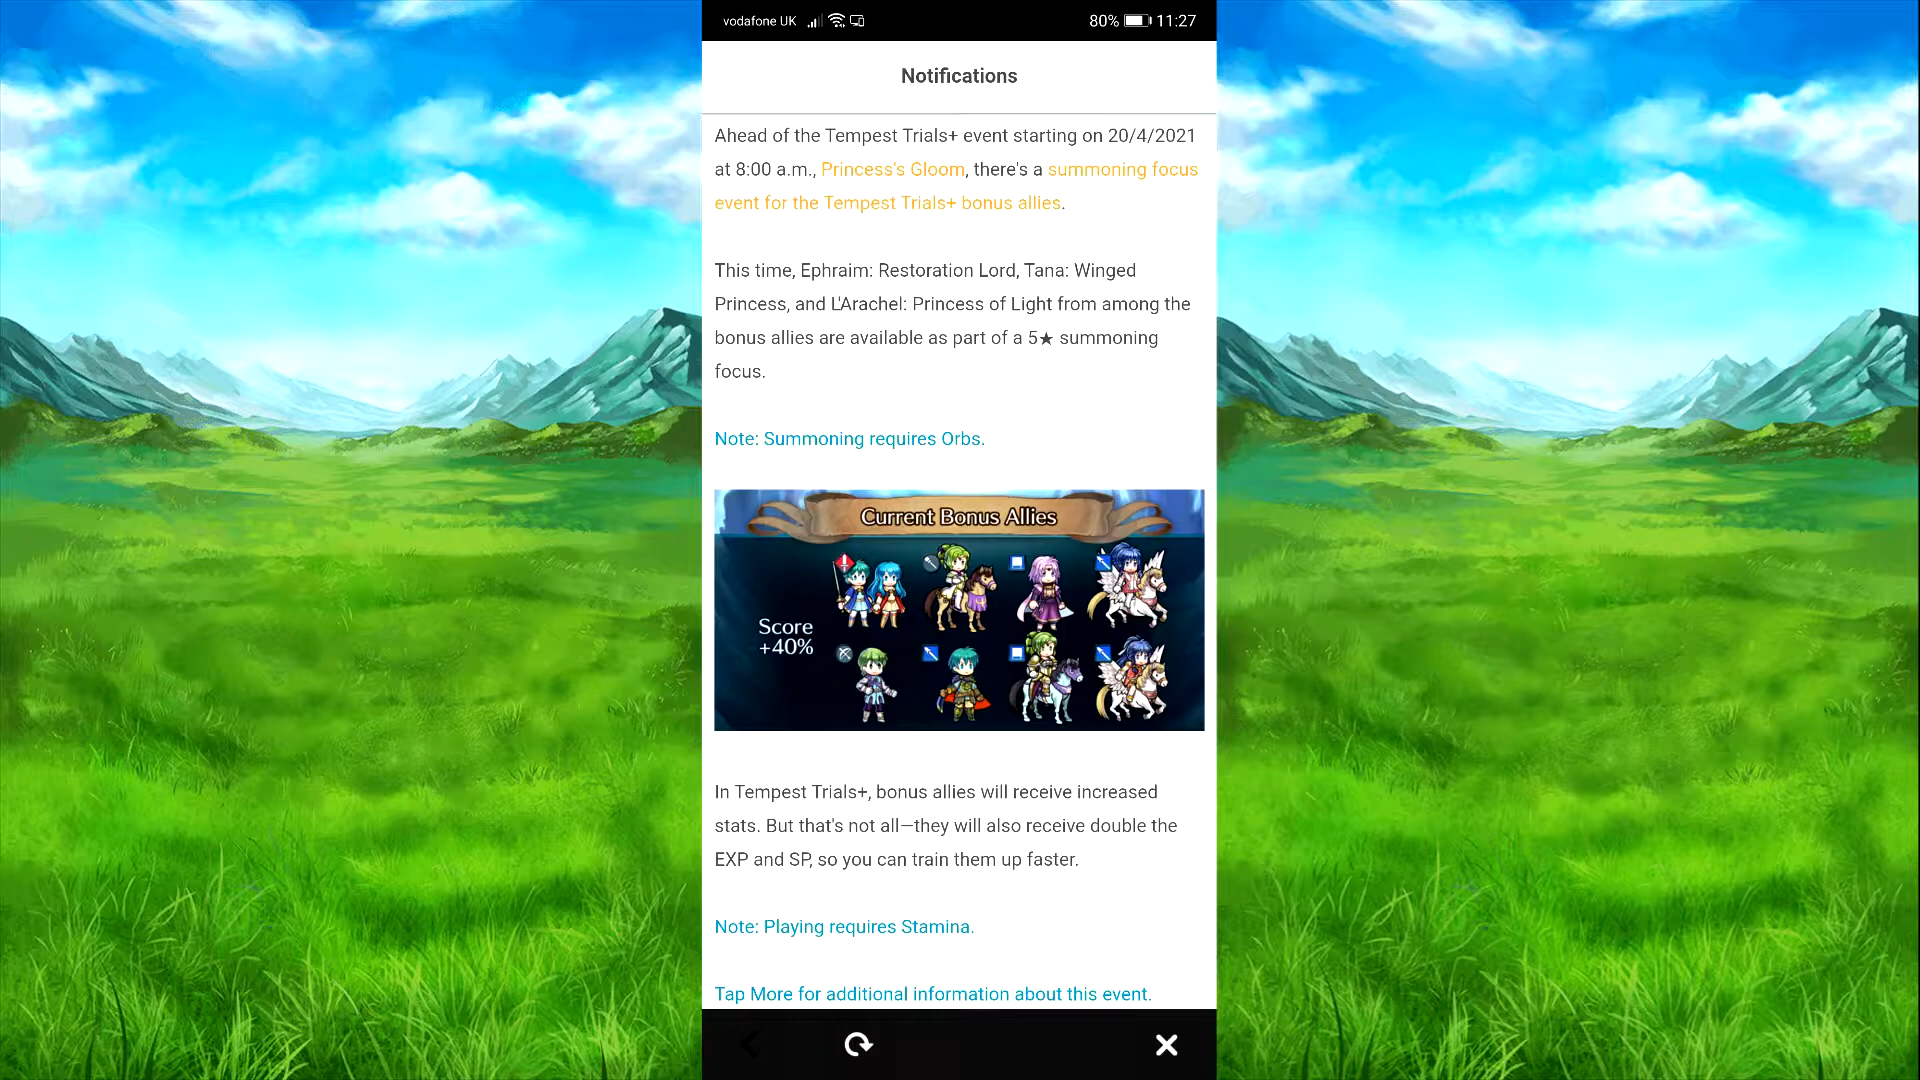 vodafone UK
80%
11:27
Notifications
Ahead of the Tempest Trials+ event starting on 20/4/2021
at 8:00 a.m., Princess's Gloom, there's a summoning focus
event for the Tempest Trials+ bonus allies.
This time, Ephraim: Restoration Lord, Tana: Winged
Princess, and L'Arachel: Princess of Light from among the
bonus allies are available as part of a 5★ summoning
focus.
Note: Summoning requires Orbs.
Current Bonus Allies
Score
+40%
In Tempest Trials+, bonus allies will receive increased
stats. But that's not all—they will also receive double the
EXP and SP, so you can train them up faster.
Note: Playing requires Stamina.
Tap More for additional information about this event.